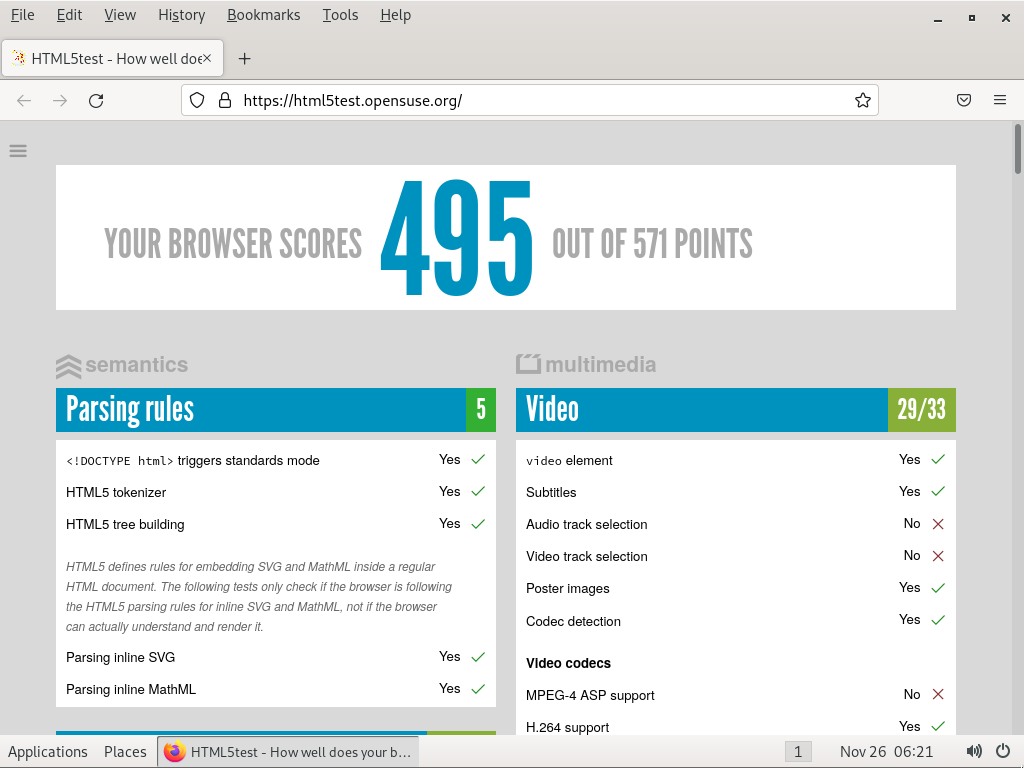 File Edit View History Bookmarks Tools Help
HTML5test - How well doe
https://html5test.opensuse.org/
YOUR BROWSER SCORES 495 OUT OF 571 POINTS
semantics
Parsing rules 5
<!DOCTYPE html> triggers standards mode Yes
HTML5 tokenizer Yes
HTML5 tree building Yes
HTML5 defines rules for embedding SVG and MathML inside a regular
HTML document. The following tests only check if the browser is following
the HTML5 parsing rules for inline SVG and MathML, not if the browser
can actually understand and render it.
Parsing inline SVG Yes
Parsing inline MathML Yes
multimedia
Video 29/33
video element Yes
Subtitles Yes
Audio track selection No
Video track selection No
Poster images Yes
Codec detection Yes
Video codecs
MPEG-4 ASP support No
H.264 support Yes
Applications Places HTML5test - How well does your b... 1 Nov 26 06:21